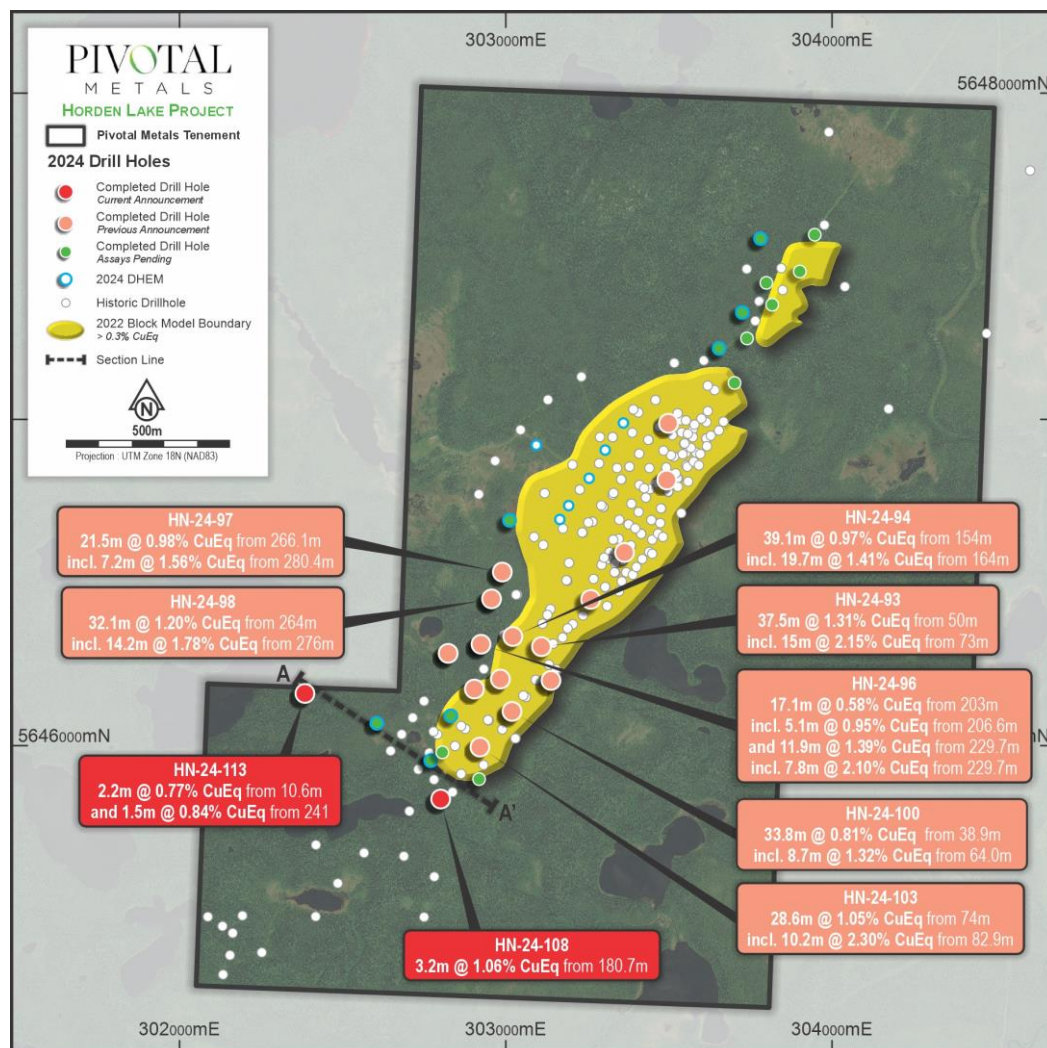 303000mE
304000mE
5648000mN
PIVOTAL
METALS
HORDEN LAKE PROJECT
Pivotal Metals Tenement
2024 Drill Holes
Completed Drill Hole
Current Announcement
Completed Drill Hole
Previous Announcement
Completed Drill Hole
Assays Pending
2024 DHEM
Historic Drillhole
2022 Block Model Boundary
> 0.3% CuEq
Section Line
N
500m
Projection : UTM Zone 18N (NAD83)
HN-24-97
21.5m @ 0.98% CuEq from 266.1m
incl. 7.2m @ 1.56% CuEq from 280.4m
HN-24-98
32.1m @ 1.20% CuEq from 264m
incl. 14.2m @ 1.78% CuEq from 276m
HN-24-94
39.1m @ 0.97% CuEq from 154m
incl. 19.7m @ 1.41% CuEq from 164m
HN-24-93
37.5m @ 1.31% CuEq from 50m
incl. 15m @ 2.15% CuEq from 73m
HN-24-96
17.1m @ 0.58% CuEq from 203m
incl. 5.1m @ 0.95% CuEq from 206.6m
and 11.9m @ 1.39% CuEq from 229.7m
incl. 7.8m @ 2.10% CuEq from 229.7m
A
5646000mN
mN
HN-24-113
2.2m @ 0.77% CuEq from 10.6m
and 1.5m @ 0.84% CuEq from 241
A'
HN-24-100
33.8m @ 0.81% CuEq from 38.9m
incl. 8.7m @ 1.32% CuEq from 64.0m
HN-24-103
28.6m @ 1.05% CuEq from 74m
incl. 10.2m @ 2.30% CuEq from 82.9m
HN-24-108
3.2m @ 1.06% CuEq from 180.7m
302000mE
303000mE
304000mE